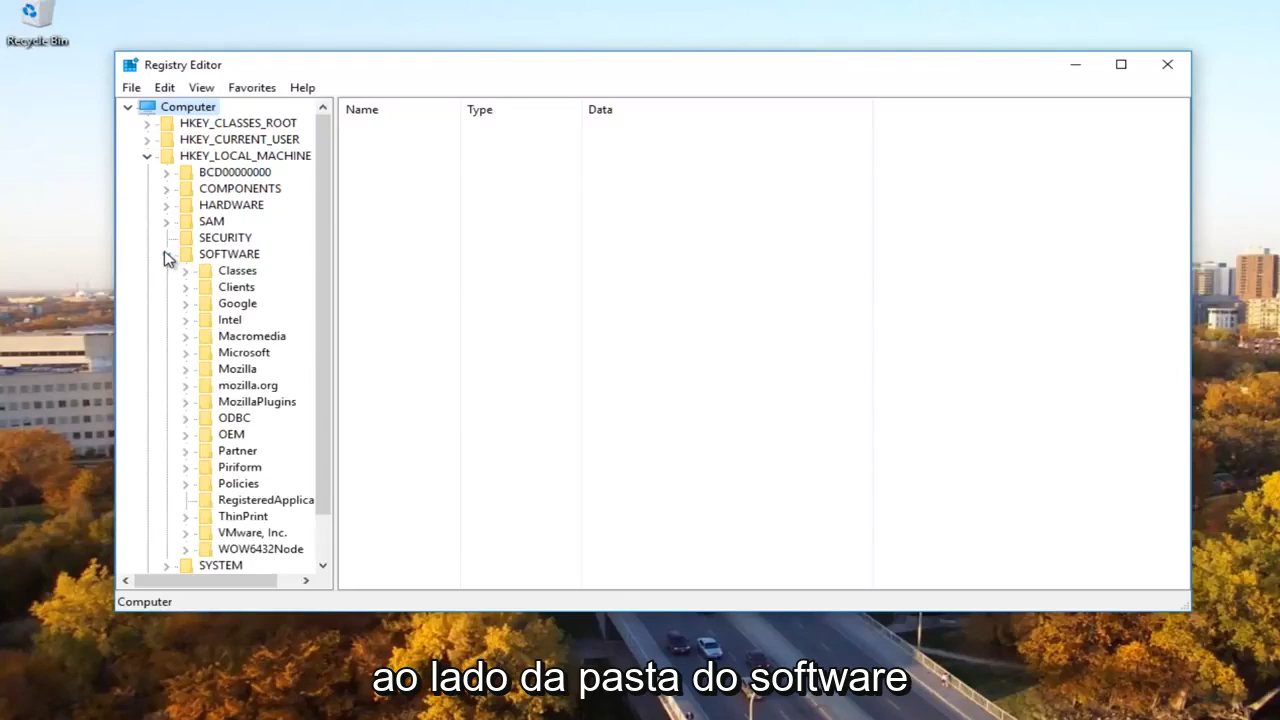 Recycle Bin
Registry Editor
File Edit View Favorites Help
Computer
HKEY_CLASSES_ROOT
HKEY_CURRENT_USER
HKEY_LOCAL_MACHINE
BCD00000000
COMPONENTS
HARDWARE
SAM
SECURITY
SOFTWARE
Classes
Clients
Google
Intel
Macromedia
Microsoft
Mozilla
mozilla.org
MozillaPlugins
ODBC
OEM
Partner
Piriform
Policies
RegisteredApplica
ThinPrint
VMware, Inc.
WOW6432Node
SYSTEM
Name Type Data
Computer
ao lado da pasta do software